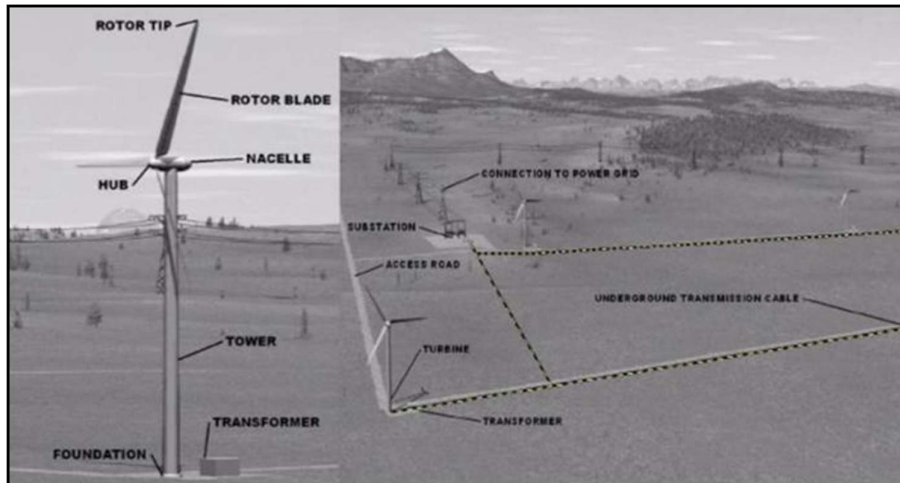 ROTOR TIP
ROTOR BLADE
NACELLE
HUB
TOWER
TRANSFORMER
FOUNDATION
CONNECTION TO POWER GRID
SUBSTATION
ACCESS ROAD
UNDERGROUND TRANSMISSION CABLE
TURBINE
TRANSFORMER